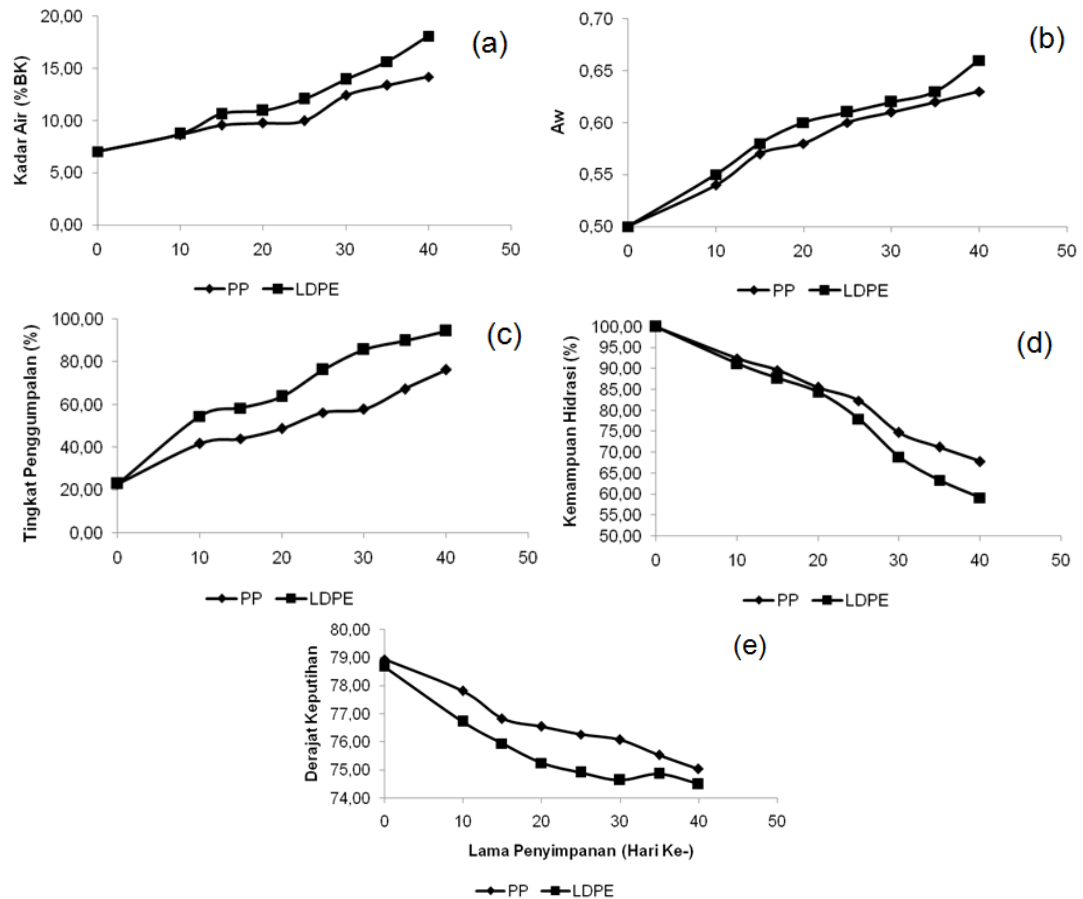 (a)
Kadar Air (%BK)
20,00
15,00
10,00
5,00
0,00
0 10 20 30 40 50
PP LDPE
(b)
Aw
0,70
0,65
0,60
0,55
0,50
0 10 20 30 40 50
PP LDPE
(c)
Tingkat Penggumpalan (%)
100,00
80,00
60,00
40,00
20,00
0,00
0 10 20 30 40 50
PP LDPE
(d)
Kemampuan Hidrasi (%)
100,00
95,00
90,00
85,00
80,00
75,00
70,00
65,00
60,00
55,00
50,00
0 10 20 30 40 50
PP LDPE
(e)
Derajat Keputihan
80,00
79,00
78,00
77,00
76,00
75,00
74,00
0 10 20 30 40 50
Lama Penyimpanan (Hari Ke-)
PP LDPE